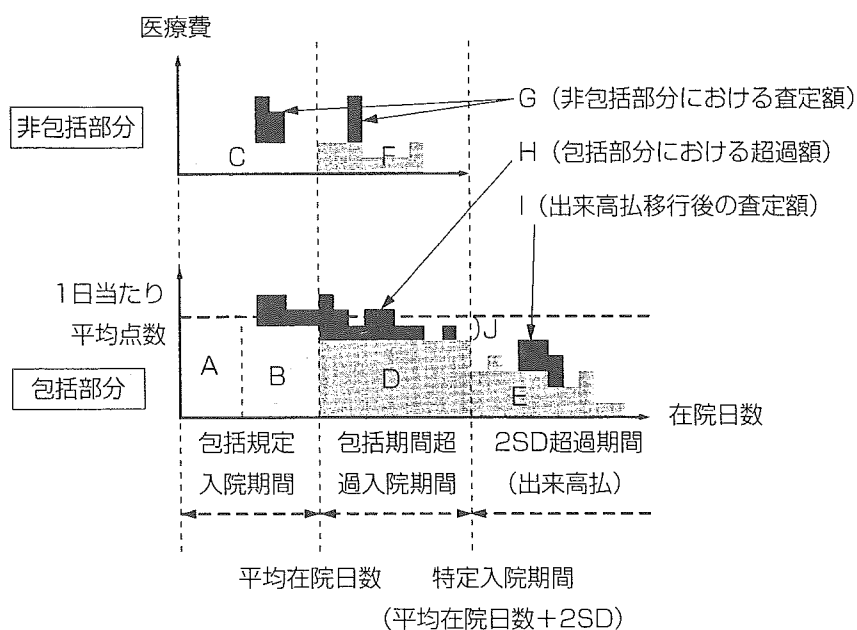 医療費
非包括部分
G（非包括部分における査定額）
C
F
H（包括部分における超過額）
I（出来高払移行後の査定額）
1日当たり
平均点数
包括部分
A
B
D
)J
E
在院日数
包括規定
入院期間
包括期間超
過入院期間
2SD超過期間
（出来高払）
平均在院日数
特定入院期間
（平均在院日数＋2SD）